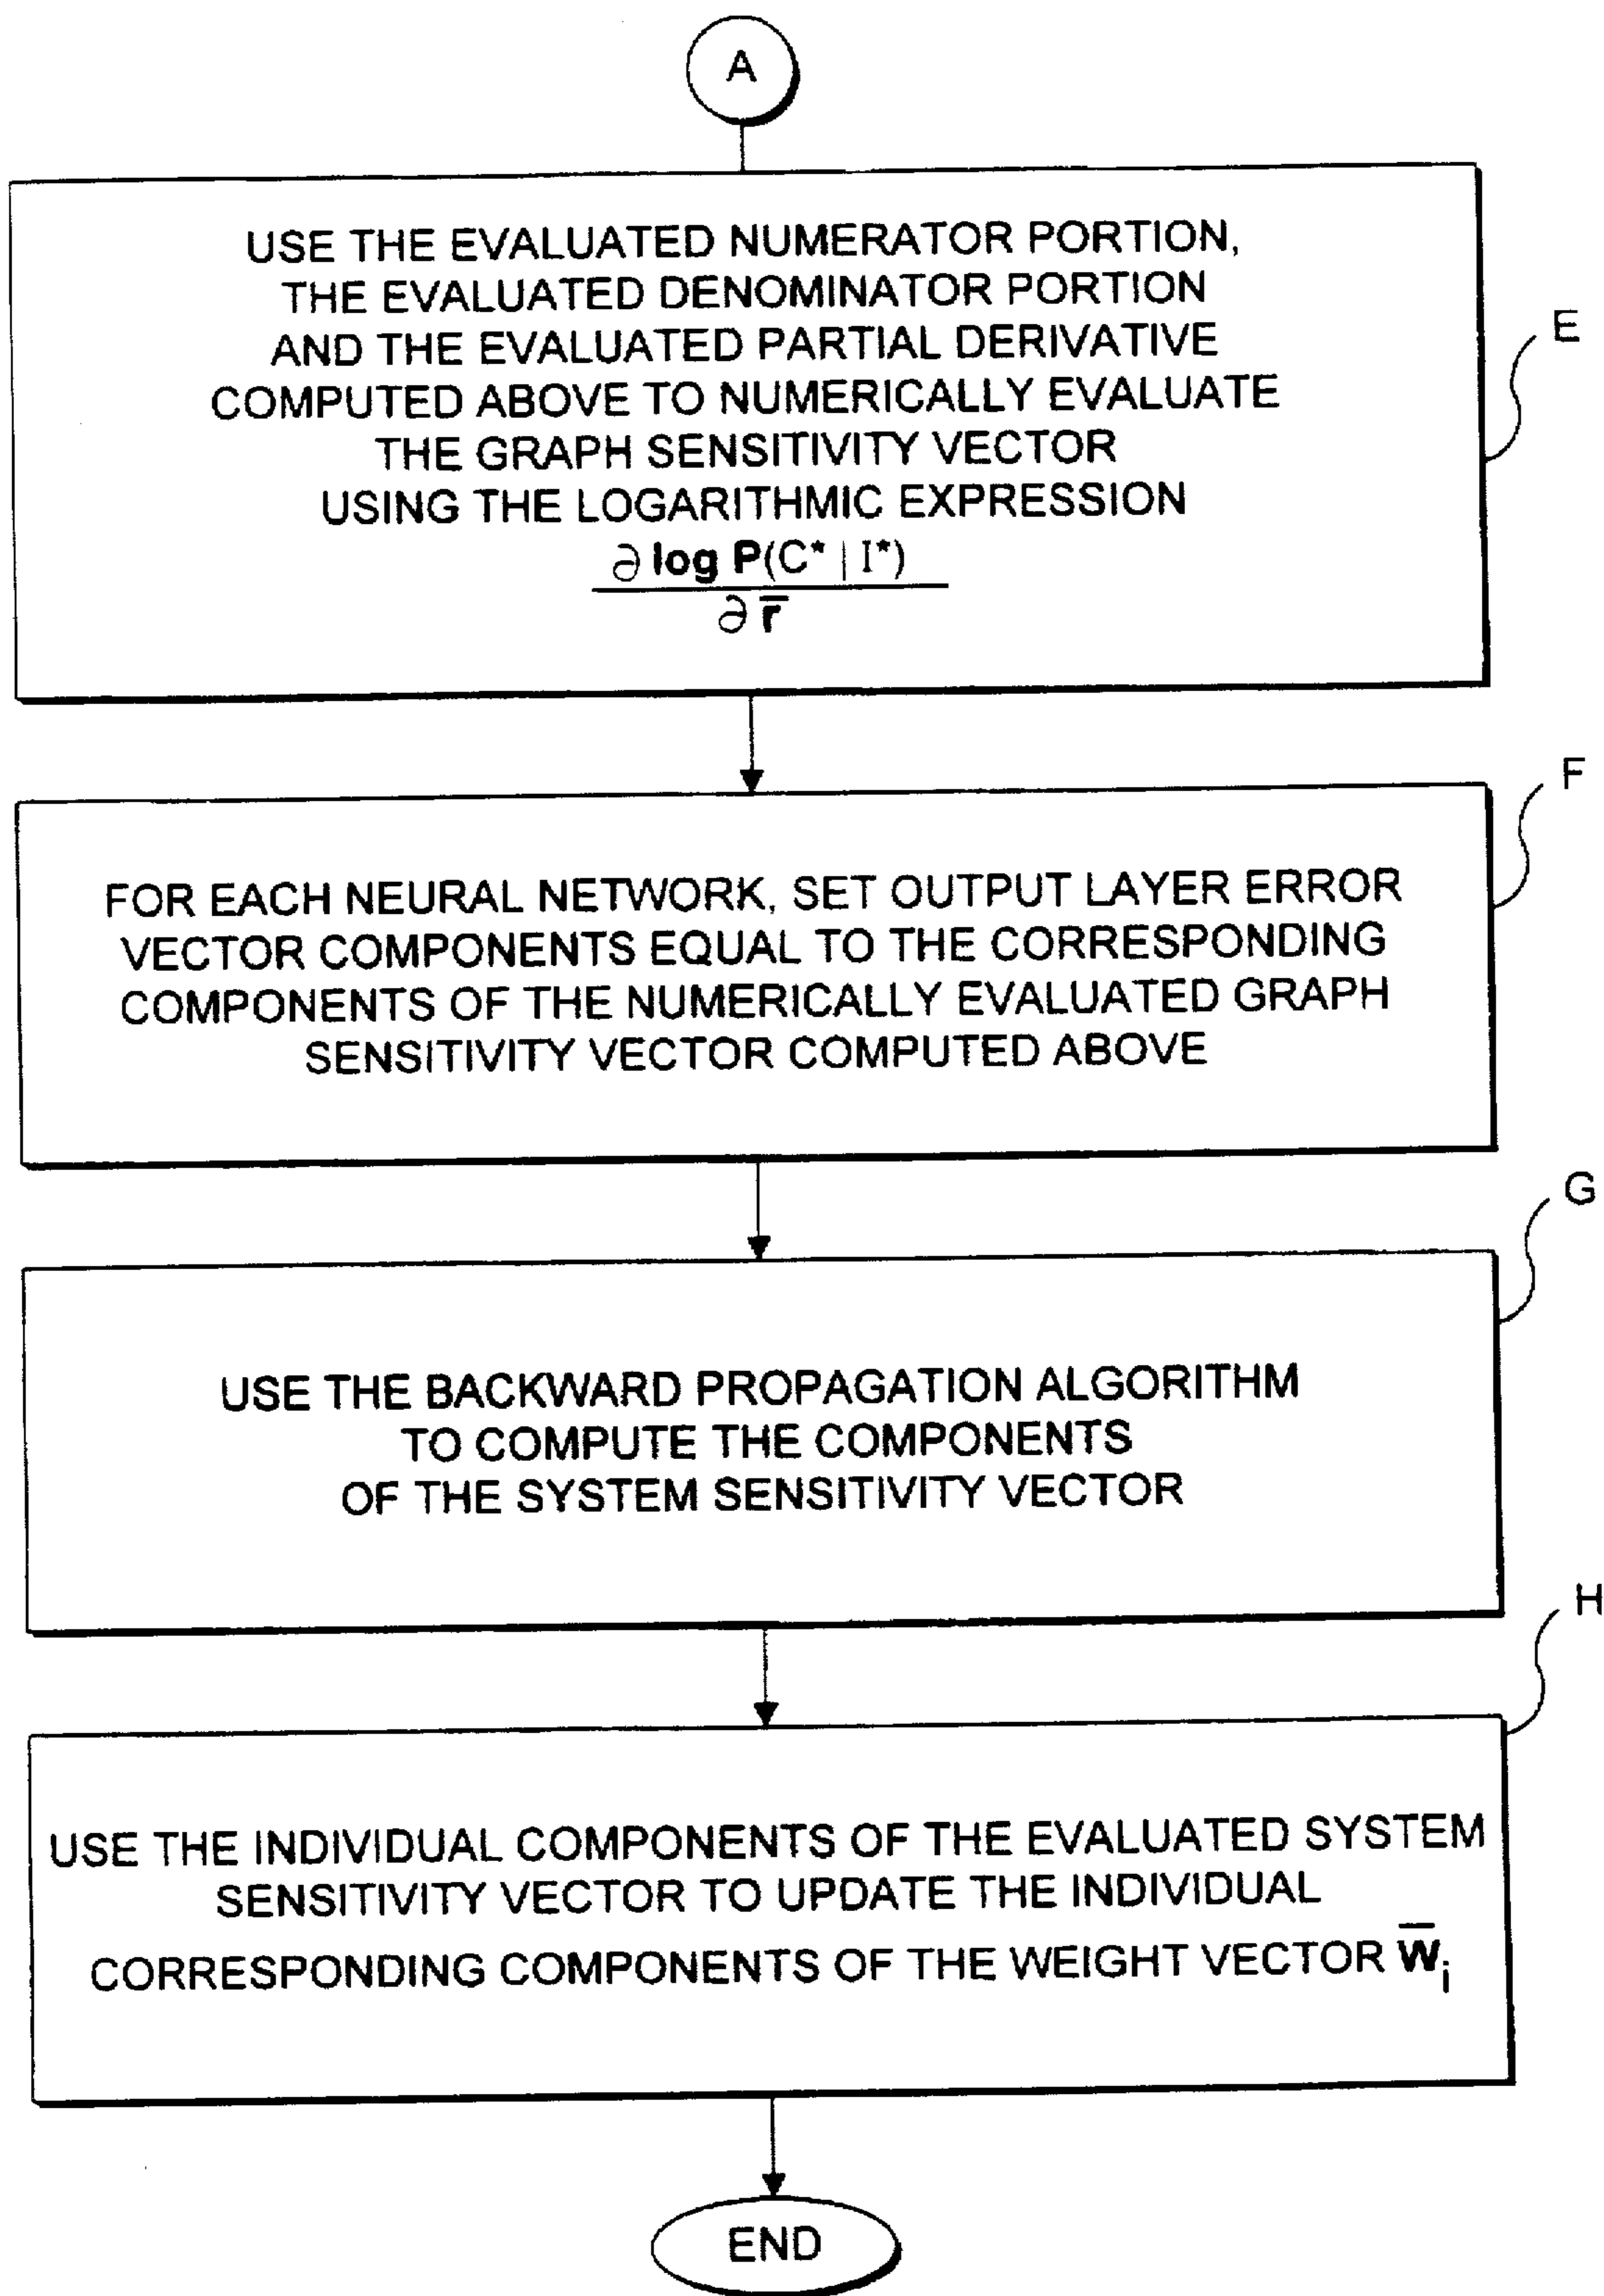 A
USE THE EVALUATED NUMERATOR PORTION,
THE EVALUATED DENOMINATOR PORTION
AND THE EVALUATED PARTIAL DERIVATIVE
COMPUTED ABOVE TO NUMERICALLY EVALUATE
THE GRAPH SENSITIVITY VECTOR
USING THE LOGARITHMIC EXPRESSION
∂ log P(C* | I*)
∂ r̅
E
FOR EACH NEURAL NETWORK, SET OUTPUT LAYER ERROR
VECTOR COMPONENTS EQUAL TO THE CORRESPONDING
COMPONENTS OF THE NUMERICALLY EVALUATED GRAPH
SENSITIVITY VECTOR COMPUTED ABOVE
F
USE THE BACKWARD PROPAGATION ALGORITHM
TO COMPUTE THE COMPONENTS
OF THE SYSTEM SENSITIVITY VECTOR
G
USE THE INDIVIDUAL COMPONENTS OF THE EVALUATED SYSTEM
SENSITIVITY VECTOR TO UPDATE THE INDIVIDUAL
CORRESPONDING COMPONENTS OF THE WEIGHT VECTOR W̅i
H
END